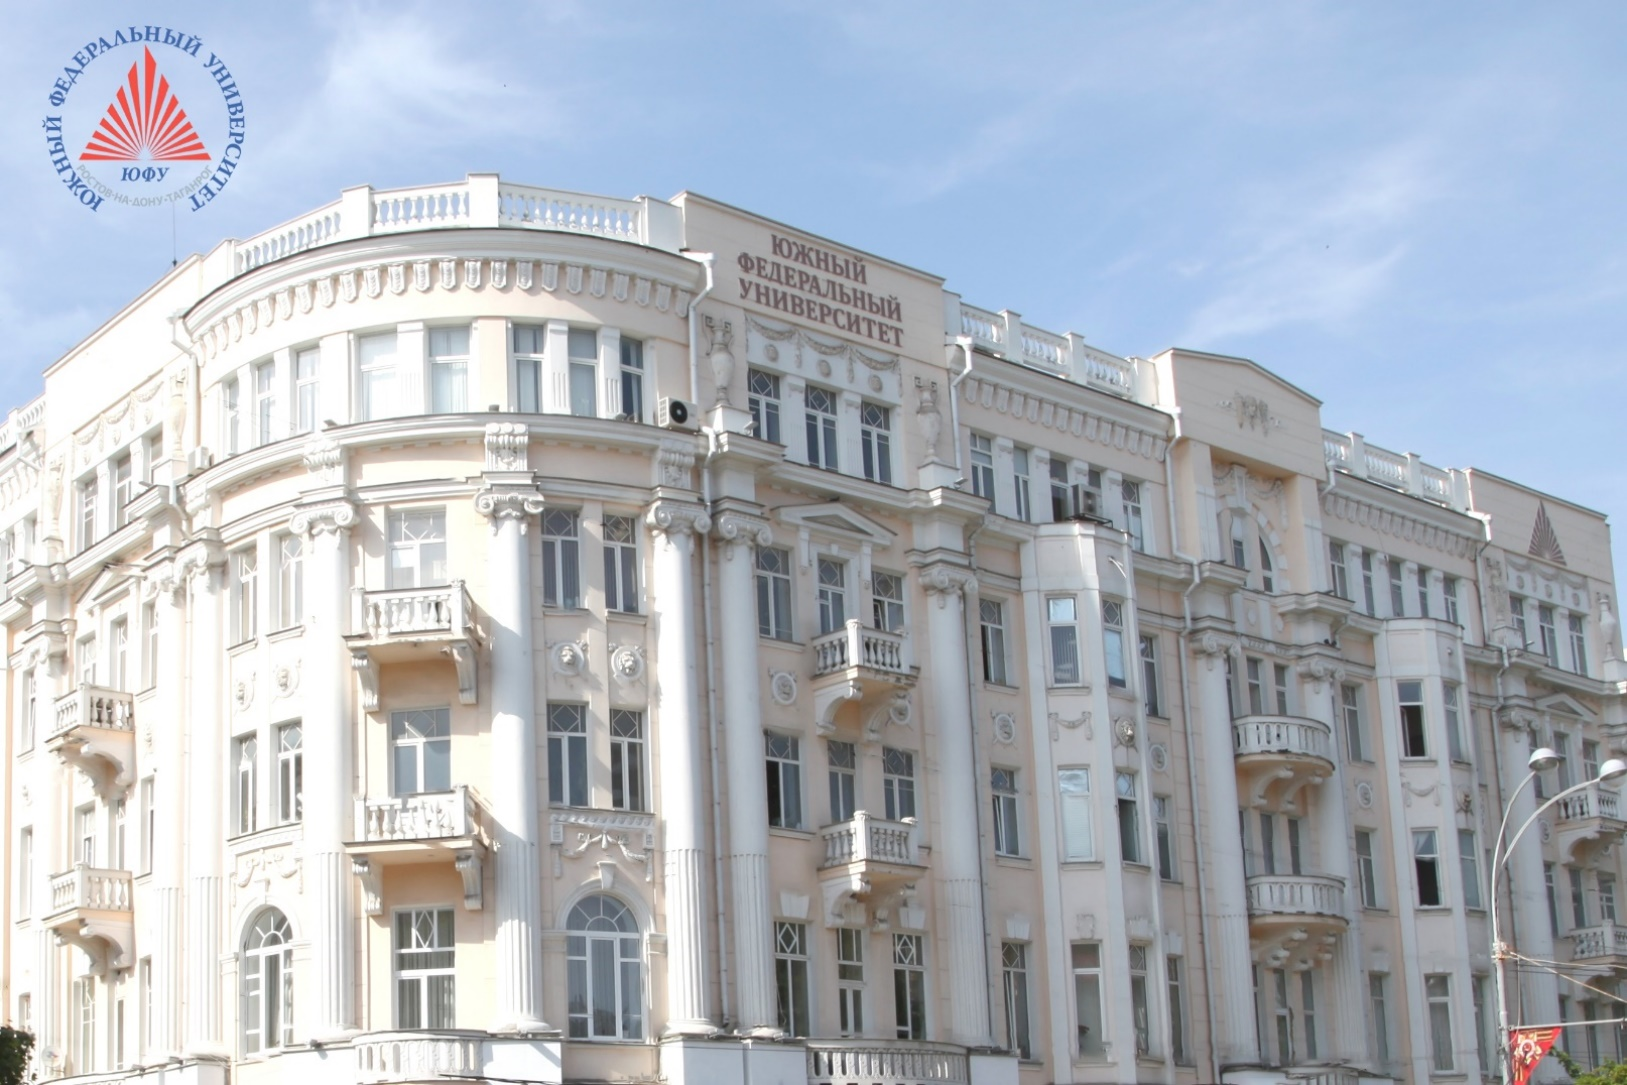 ЮЖНЫЙ ФЕДЕРАЛЬНЫЙ УНИВЕРСИТЕТ
ЮФУ
РОСТОВ-НА-ДОНУ-ТАГАНРОГ
ЮЖНЫЙ
ФЕДЕРАЛЬНЫЙ
УНИВЕРСИТЕТ